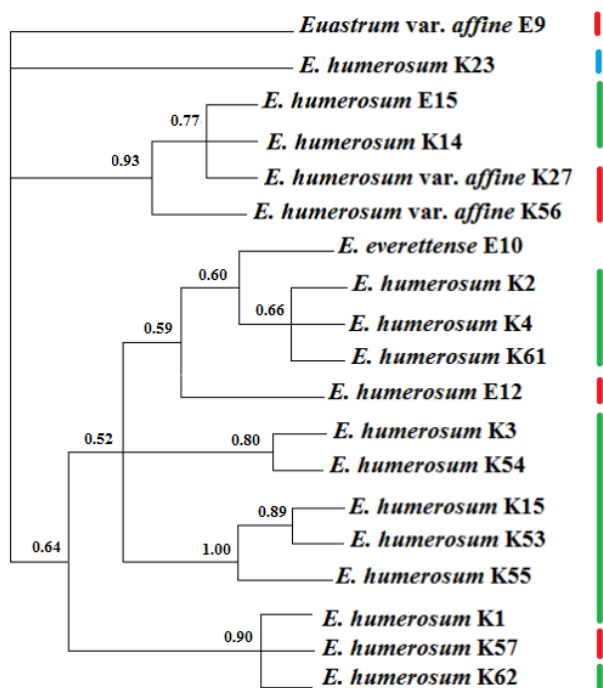 Euastrum var. affine E9
E. humerosum K23
E. humerosum E15
0.77
E. humerosum K14
0.93
E. humerosum var. affine K27
E. humerosum var. affine K56
E. everettense E10
0.60
E. humerosum K2
0.66
E. humerosum K4
0.59
E. humerosum K61
E. humerosum E12
E. humerosum K3
0.52
0.80
E. humerosum K54
E. humerosum K15
0.89
E. humerosum K53
0.64
1.00
E. humerosum K55
E. humerosum K1
0.90
E. humerosum K57
E. humerosum K62